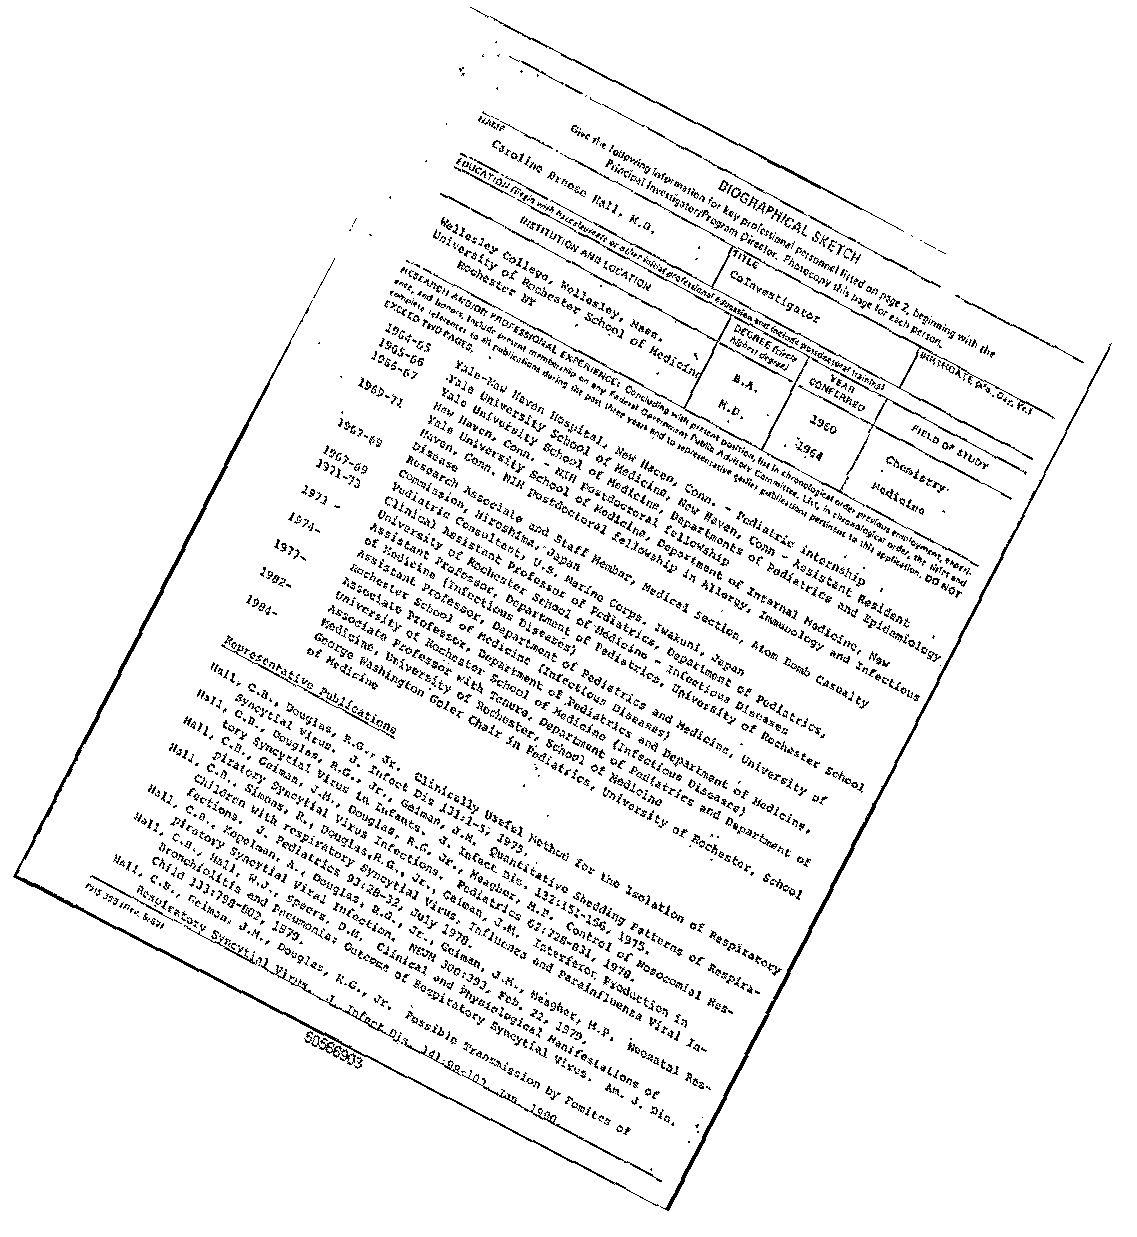 BIOGRAPHICAL SKETCH
Give the following information for key professional personnel listed on page 2, beginning with the
Principal Investigator/Program Director. Photocopy this page for each person.
NAME
TITLE
BIRTHDATE (Mo., Day, Yr.)
Caroline Breese Hall, M.D.
CoInvestigator
EDUCATION (Begin with baccalaureate or other initial professional education and include postdoctoral training)
INSTITUTION AND LOCATION
DEGREE (circle highest degree)
YEAR CONFERRED
FIELD OF STUDY
Wellesley College, Wellesley, Mass. B.A. 1960 Chemistry
University of Rochester School of Medicine M.D. 1964 Medicine
Rochester NY
RESEARCH AND/OR PROFESSIONAL EXPERIENCE: Concluding with present position, list in chronological order previous employment, experi-
ence, and honors. Include present membership on any Federal Government Public Advisory Committee. List, in chronological order, the titles and
complete references to all publications during the past three years and to representative earlier publications pertinent to this application. DO NOT
EXCEED TWO PAGES.
1964-65 Yale-New Haven Hospital, New Haven, Conn. - Pediatric internship
1965-66 Yale University School of Medicine, New Haven, Conn - Assistant Resident
1966-67 Yale University School of Medicine, Departments of Pediatrics and Epidemiology
New Haven, Conn. - NIH Postdoctoral fellowship
1969-71 Yale University School of Medicine, Department of Internal Medicine, New
Haven, Conn. NIH Postdoctoral fellowship in Allergy, Immunology and Infectious
Disease
1967-68 Research Associate and Staff Member, Medical Section, Atom Bomb Casualty
Commission, Hiroshima, Japan
1967-69 Pediatric Consultant, U.S. Marine Corps, Iwakuni, Japan
1971-73 Clinical Assistant Professor of Pediatrics, Department of Pediatrics,
University of Rochester School of Medicine - Infectious Diseases
1971 - Assistant Professor, Department of Pediatrics, University of Rochester School
of Medicine (Infectious Diseases)
1974- Assistant Professor, Department of Pediatrics and Medicine, University of
Rochester School of Medicine (Infectious Diseases)
1977- Associate Professor, Department of Pediatrics and Department of Medicine,
University of Rochester School of Medicine (Infectious Diseases)
1982- Associate Professor with Tenure, Department of Pediatrics and Department of
Medicine, University of Rochester, School of Medicine
1984- George Washington Goler Chair in Pediatrics, University of Rochester, School
of Medicine
Representative Publications
Hall, C.B., Douglas, R.G., Jr. Clinically Useful Method for the Isolation of Respiratory
Syncytial Virus. J. Infect Dis 131:1-5, 1975.
Hall, C.B., Douglas, R.G., Jr., Geiman, J.M. Quantitative Shedding Patterns of Respira-
tory Syncytial Virus in Infants. J. Infect Dis. 132:151-156, 1975.
Hall, C.B., Geiman, J.M., Douglas, R.G, Jr., Meagher, M.P. Control of Nosocomial Res-
piratory Syncytial Virus Infections. Pediatrics 62:728-831, 1978.
Hall, C.B., Simons, R., Douglas,R.G., Jr., Geiman, J.M. Interferon Production in
Children with respiratory Syncytial Virus, Influenza and Parainfluenza Viral In-
fections. J. Pediatrics 93:28-32, July 1978.
Hall, C.B., Kopelman, A., Douglas, R.G., Jr., Geiman, J.M., Meagher, M.P. Neonatal Res-
piratory Syncytial Viral Infection. NEJM 300:393, Feb. 22, 1979.
Hall, C.B., Hall, W.J., Speers, D.M. Clinical and Physiological Manifestations of
Bronchiolitis and Pneumonia: Outcome of Respiratory Syncytial Virus. Am. J. Dis.
Child 133:798-802, 1979.
Hall, C.B., Geiman, J.M., Douglas, R.G., Jr. Possible Transmission by Fomites of
Respiratory Syncytial Virus. J. Infect Dis. 141:98-102, Jan. 1980.
50566903